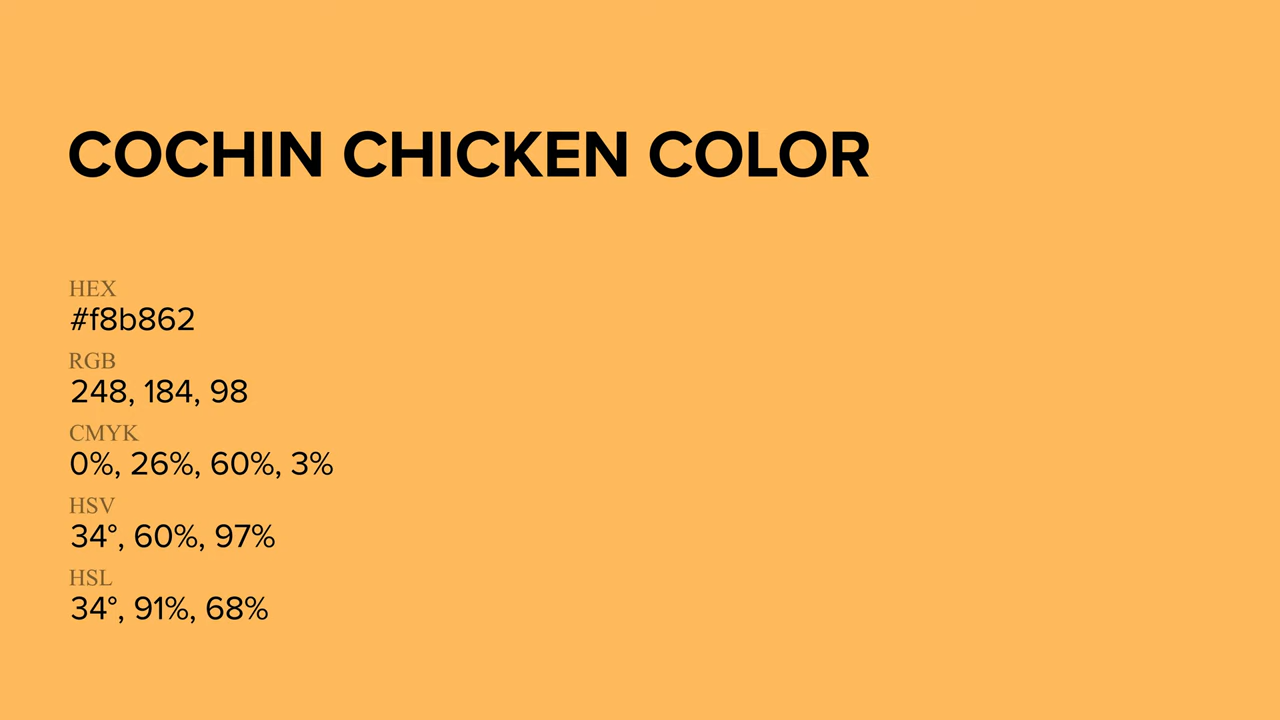 COCHIN CHICKEN COLOR
HEX
#f8b862
RGB
248, 184, 98
CMYK
0%, 26%, 60%, 3%
HSV
34°, 60%, 97%
HSL
34°, 91%, 68%